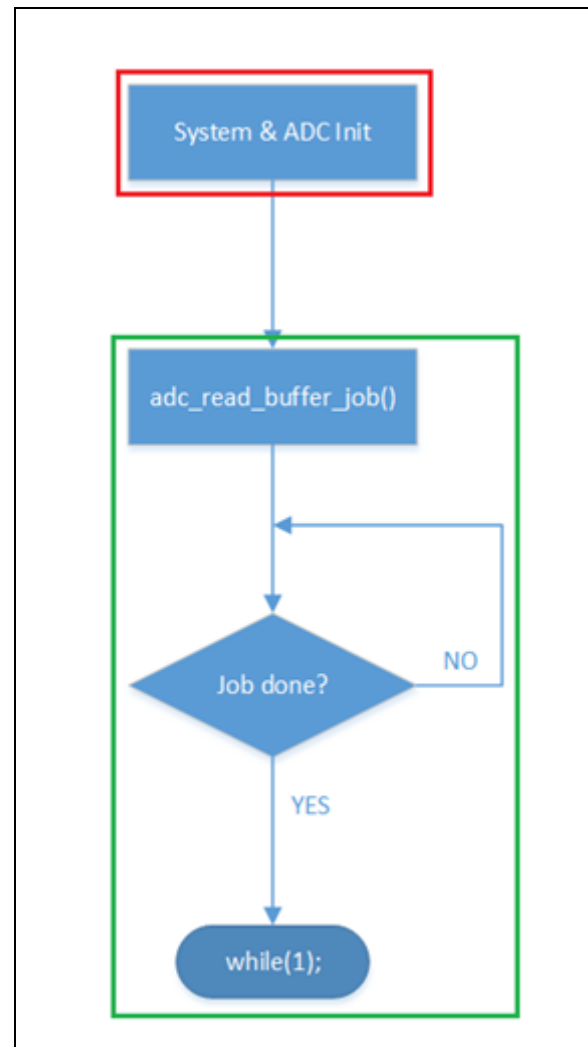 System & ADC Init
adc_read_buffer_job()
Job done?
NO
YES
while(1);